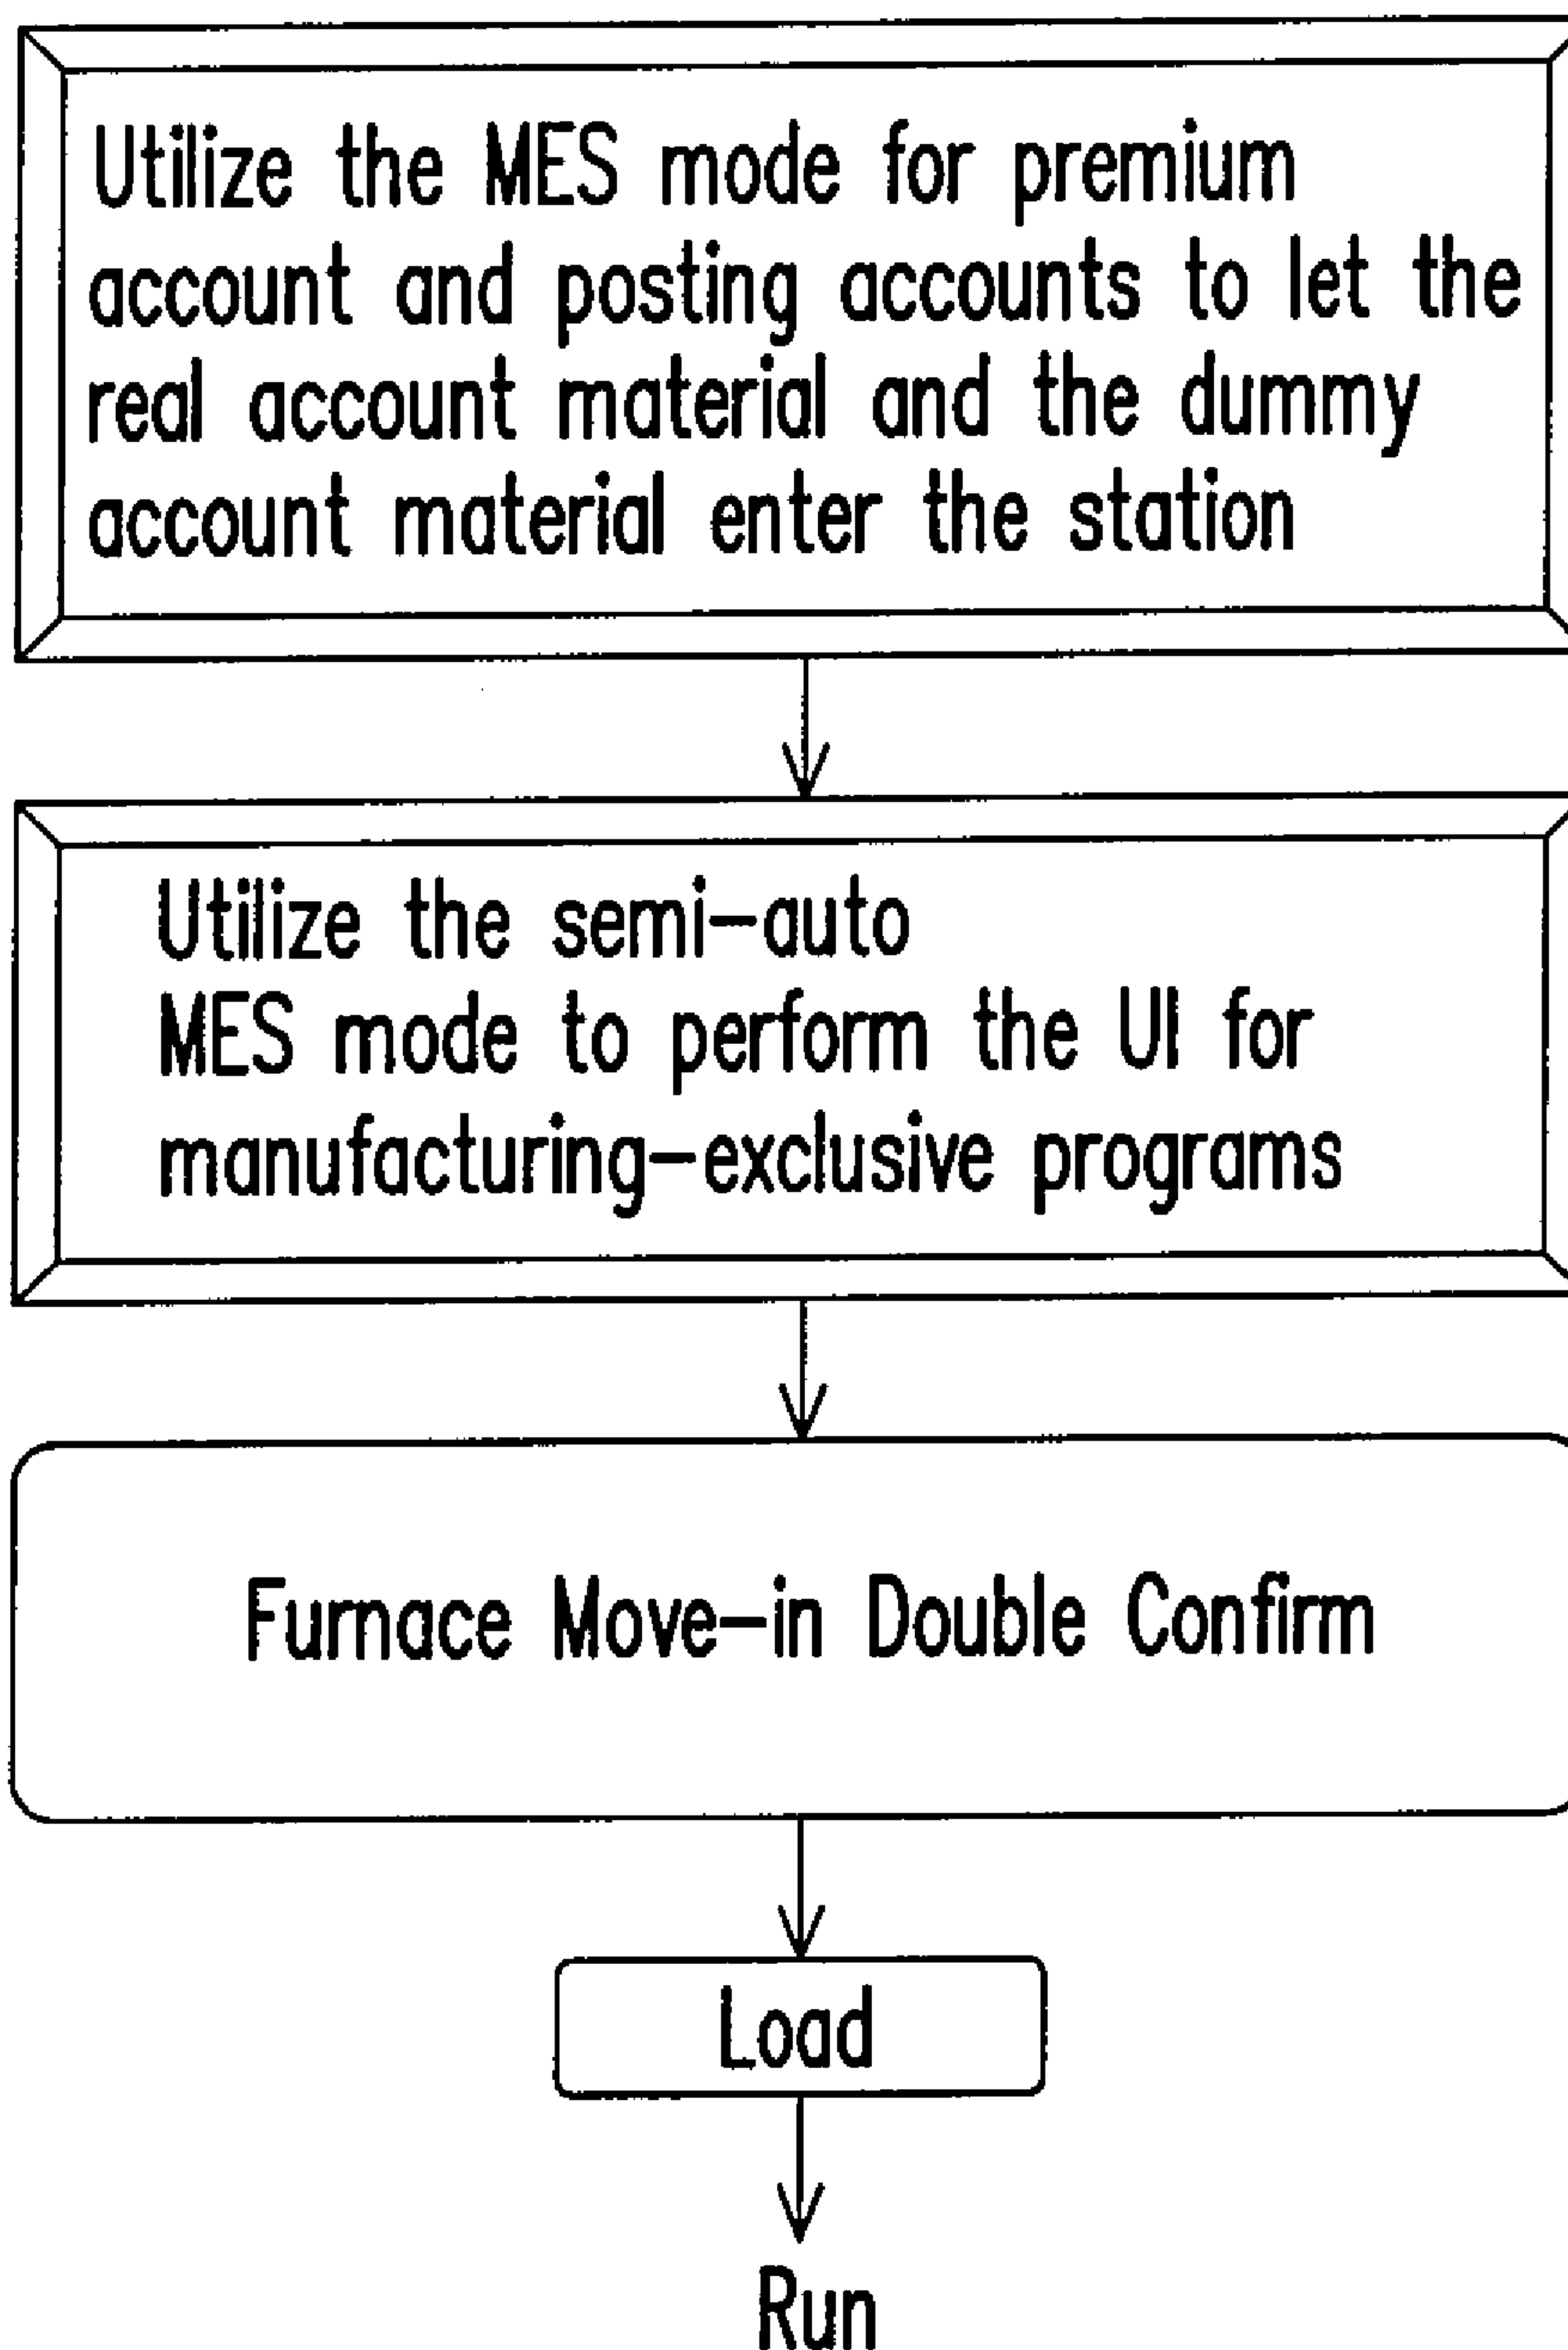 Utilize the MES mode for premium
account and posting accounts to let the
real account material and the dummy
account material enter the station
Utilize the semi-auto
MES mode to perform the UI for
manufacturing-exclusive programs
Furnace Move-in Double Confirm
Load
Run